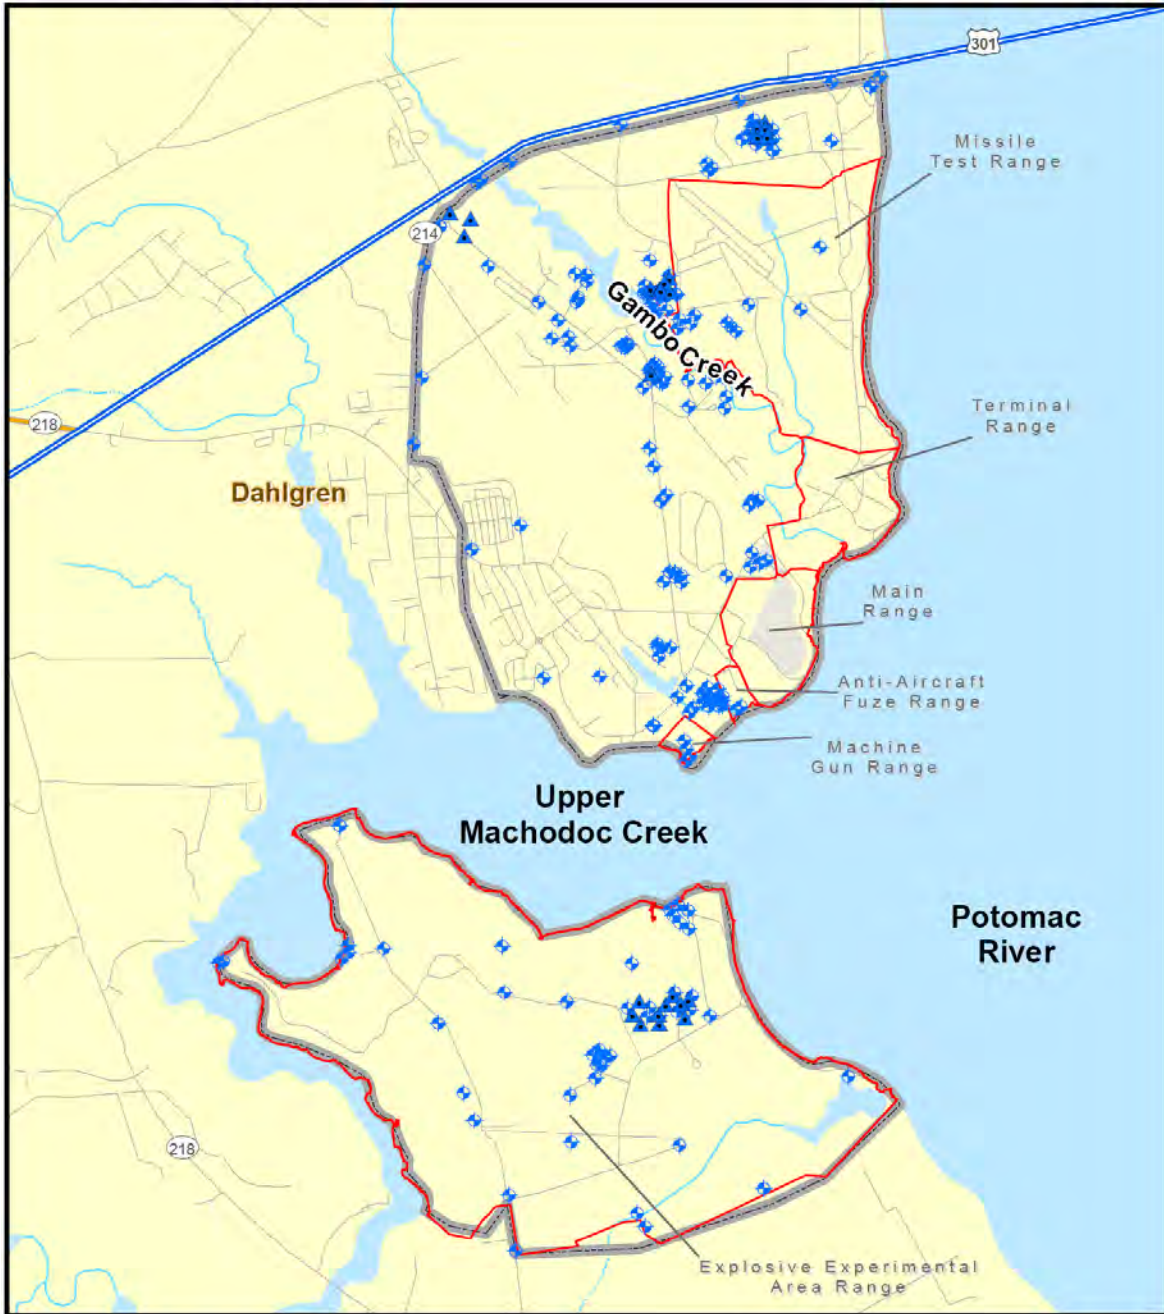 301
Missile
Test Range
214
Gambo Creek
Terminal
Range
218
Dahlgren
Main
Range
Anti-Aircraft
Fuze Range
Machine
Gun Range
Upper
Machodoc Creek
Potomac
River
218
Explosive Experimental
Area Range